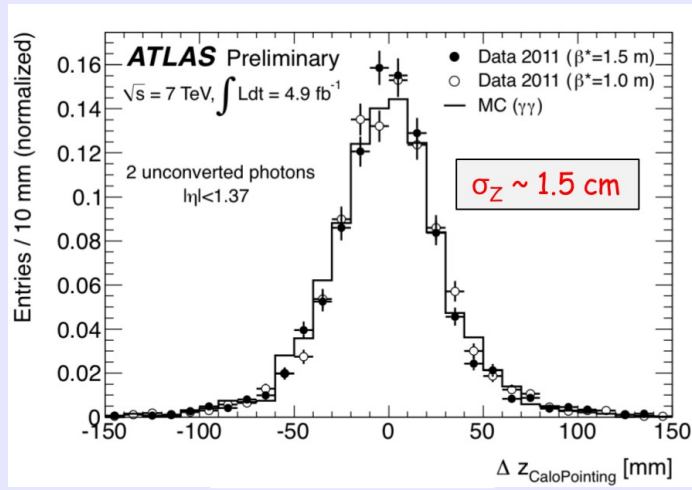 ATLAS Preliminary
√s = 7 TeV, ∫ Ldt = 4.9 fb⁻¹
2 unconverted photons
|η|<1.37
Data 2011 (β*=1.5 m)
Data 2011 (β*=1.0 m)
MC (γγ)
σ_Z ~ 1.5 cm
Entries / 10 mm (normalized)
0.16
0.14
0.12
0.1
0.08
0.06
0.04
0.02
0
-150 -100 -50 0 50 100 150
Δ z_CaloPointing [mm]